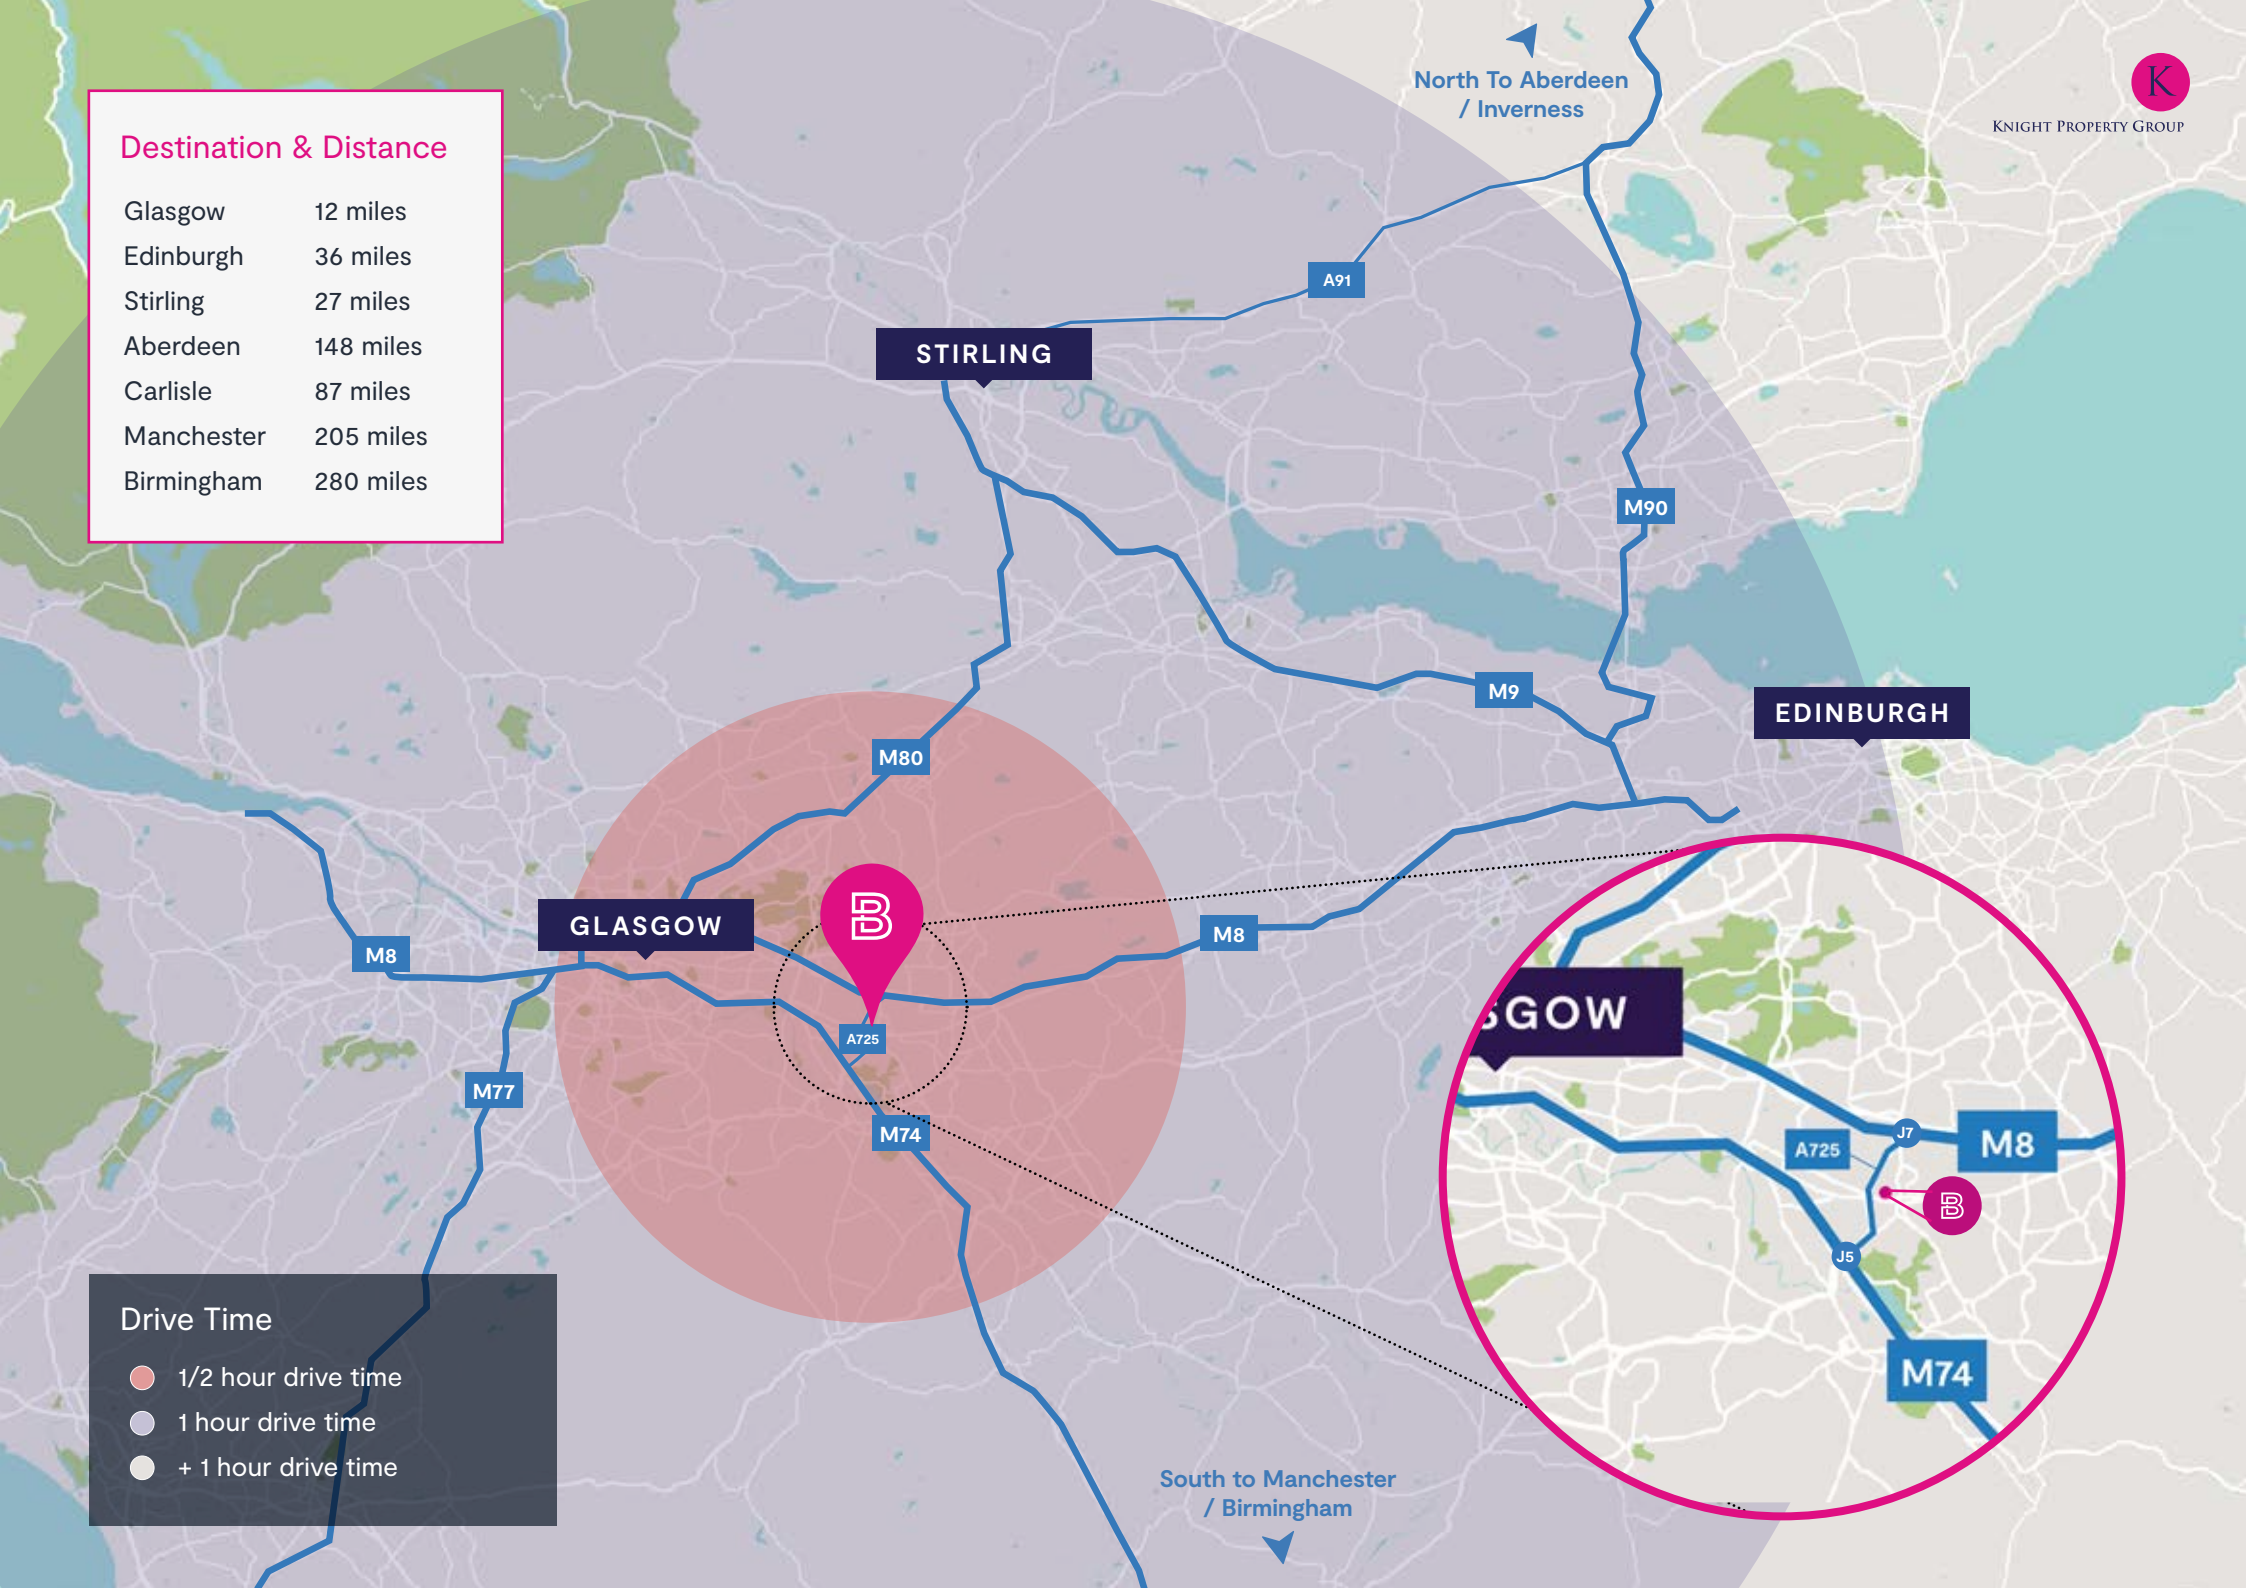 North To Aberdeen
/ Inverness
K
KNIGHT PROPERTY GROUP
Destination & Distance
Glasgow 12 miles
Edinburgh 36 miles
Stirling 27 miles
Aberdeen 148 miles
Carlisle 87 miles
Manchester 205 miles
Birmingham 280 miles
A91
STIRLING
M90
M9
EDINBURGH
M80
B
GLASGOW
M8
M8
A725
M77
M74
SGOW
J7
M8
A725
B
J5
M74
Drive Time
1/2 hour drive time
1 hour drive time
+ 1 hour drive time
South to Manchester
/ Birmingham